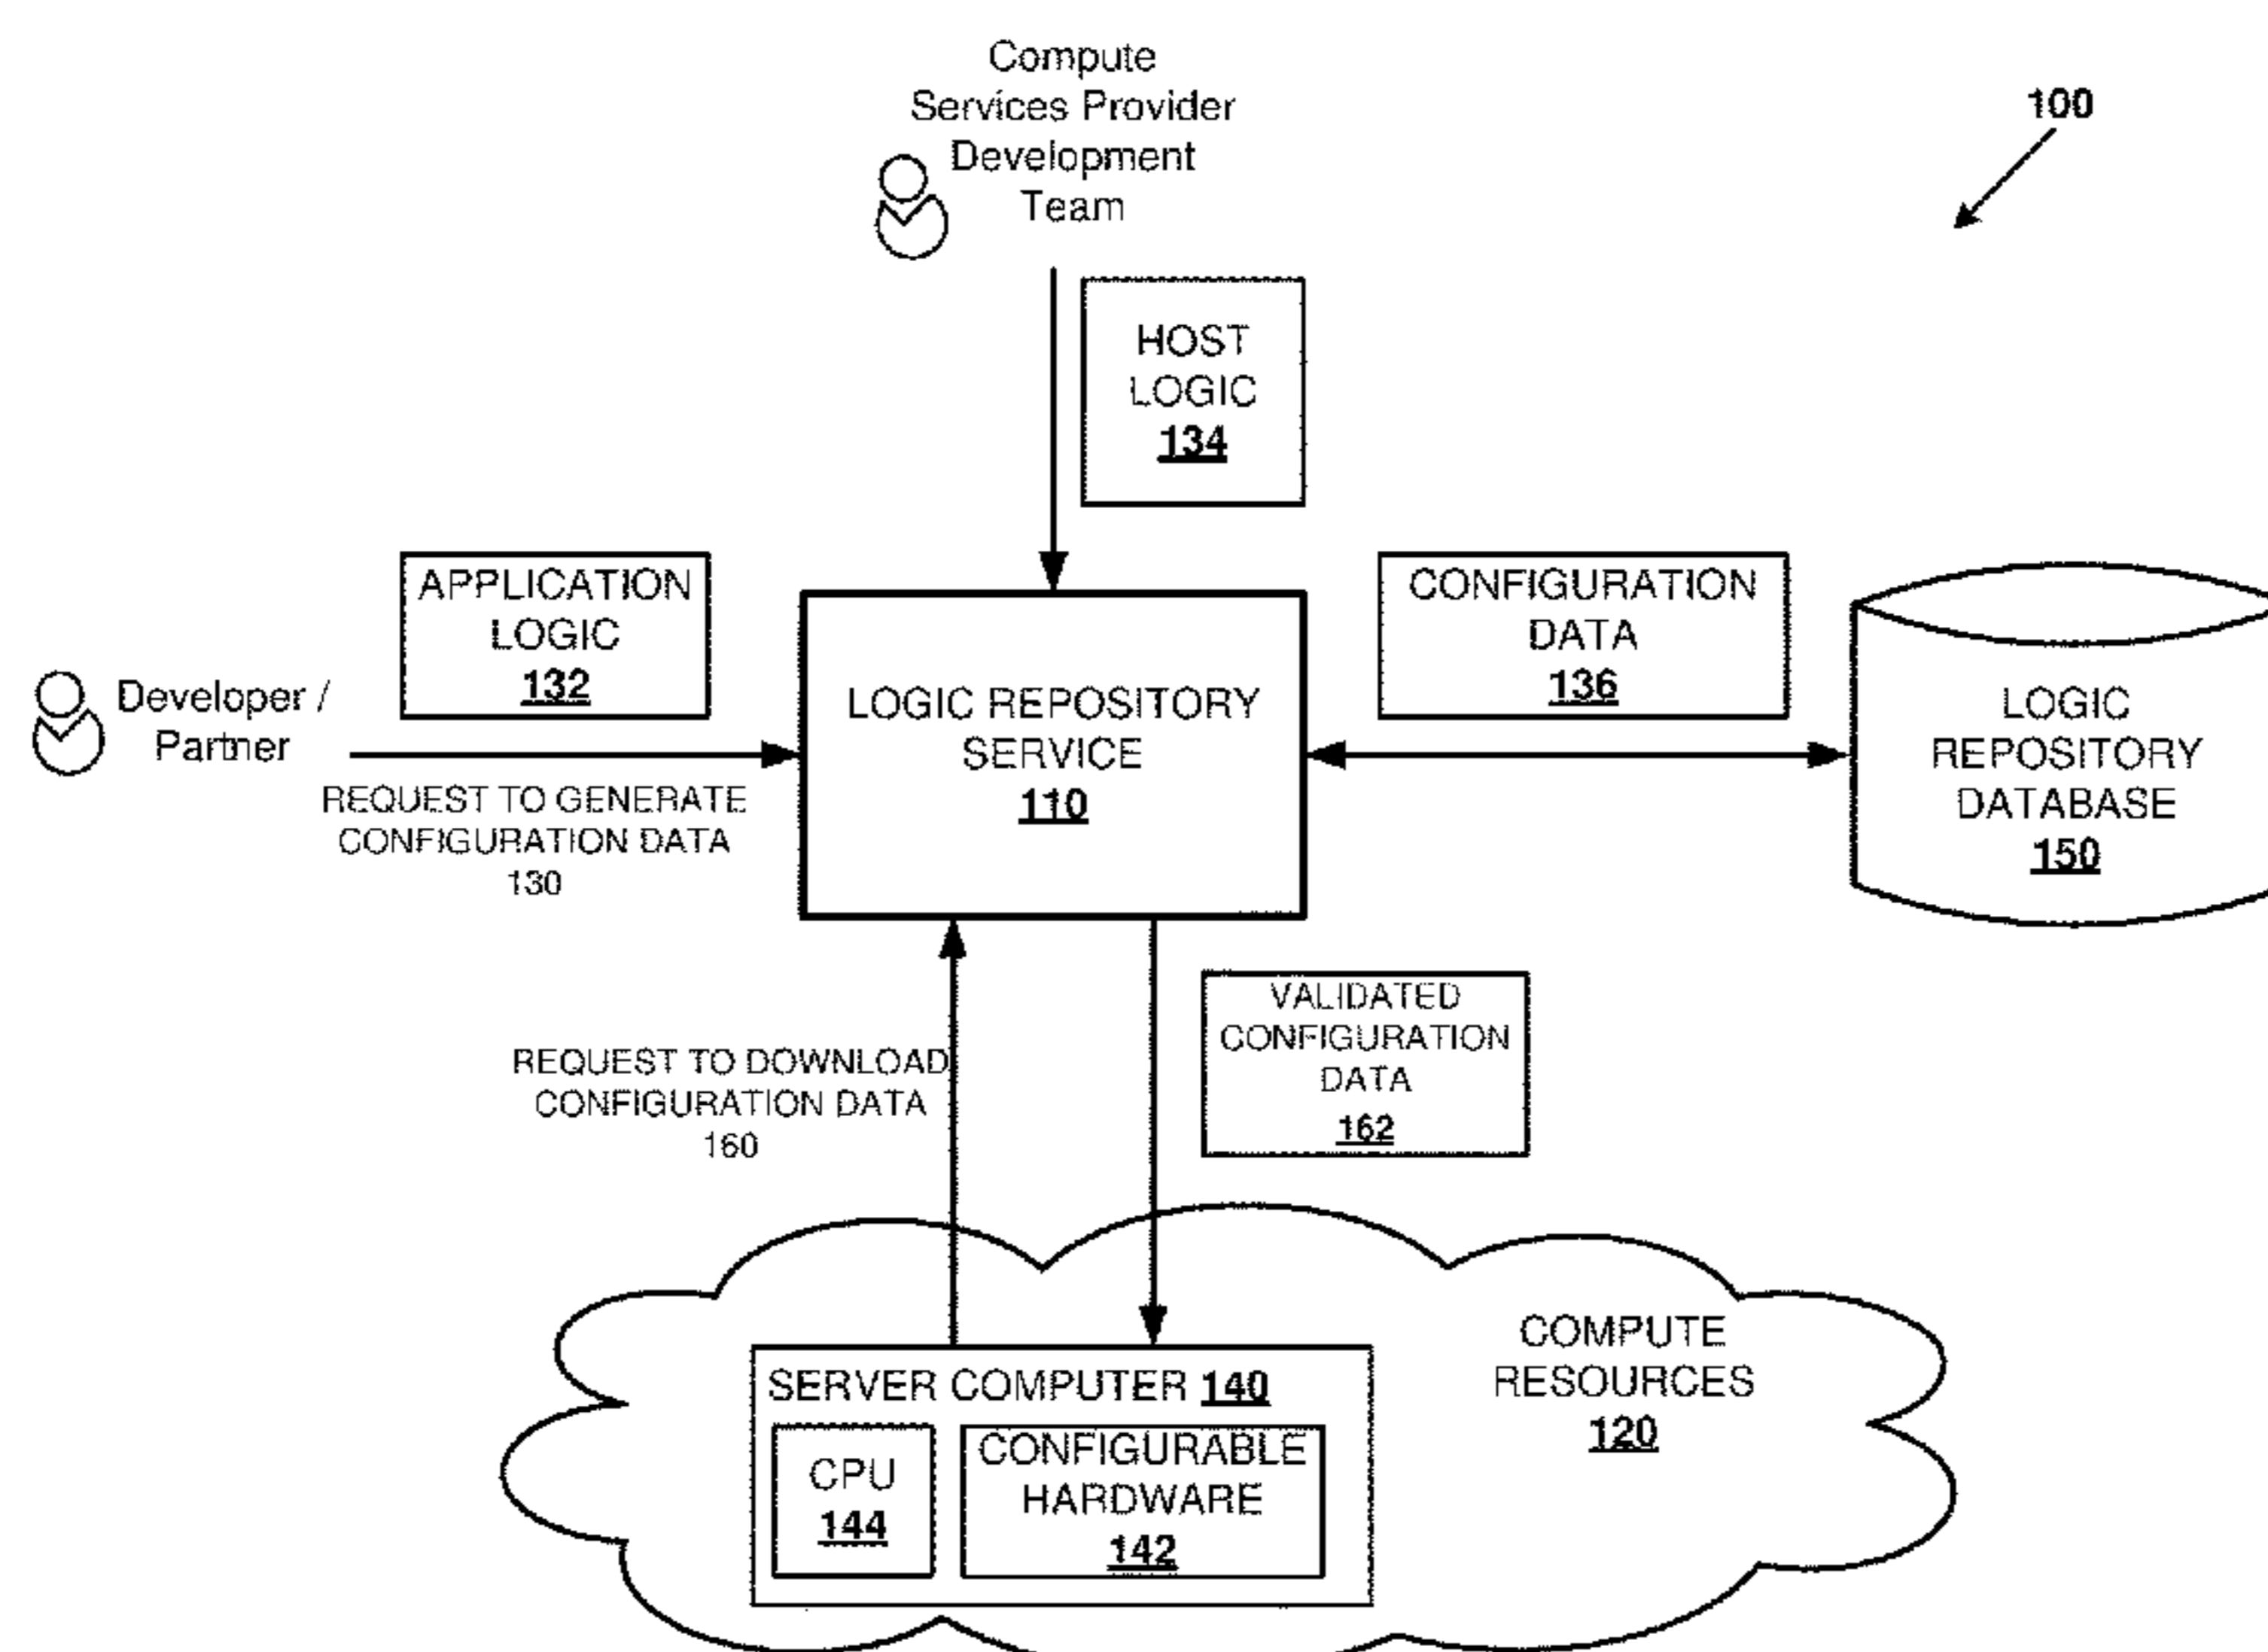 Compute
Services Provider
Development
Team
100
HOST
LOGIC
134
APPLICATION
LOGIC
132
CONFIGURATION
DATA
136
Developer /
Partner
LOGIC REPOSITORY
SERVICE
110
LOGIC
REPOSITORY
DATABASE
150
REQUEST TO GENERATE
CONFIGURATION DATA
130
VALIDATED
CONFIGURATION
DATA
162
REQUEST TO DOWNLOAD
CONFIGURATION DATA
160
COMPUTE
RESOURCES
120
SERVER COMPUTER 140
CPU
144
CONFIGURABLE
HARDWARE
142